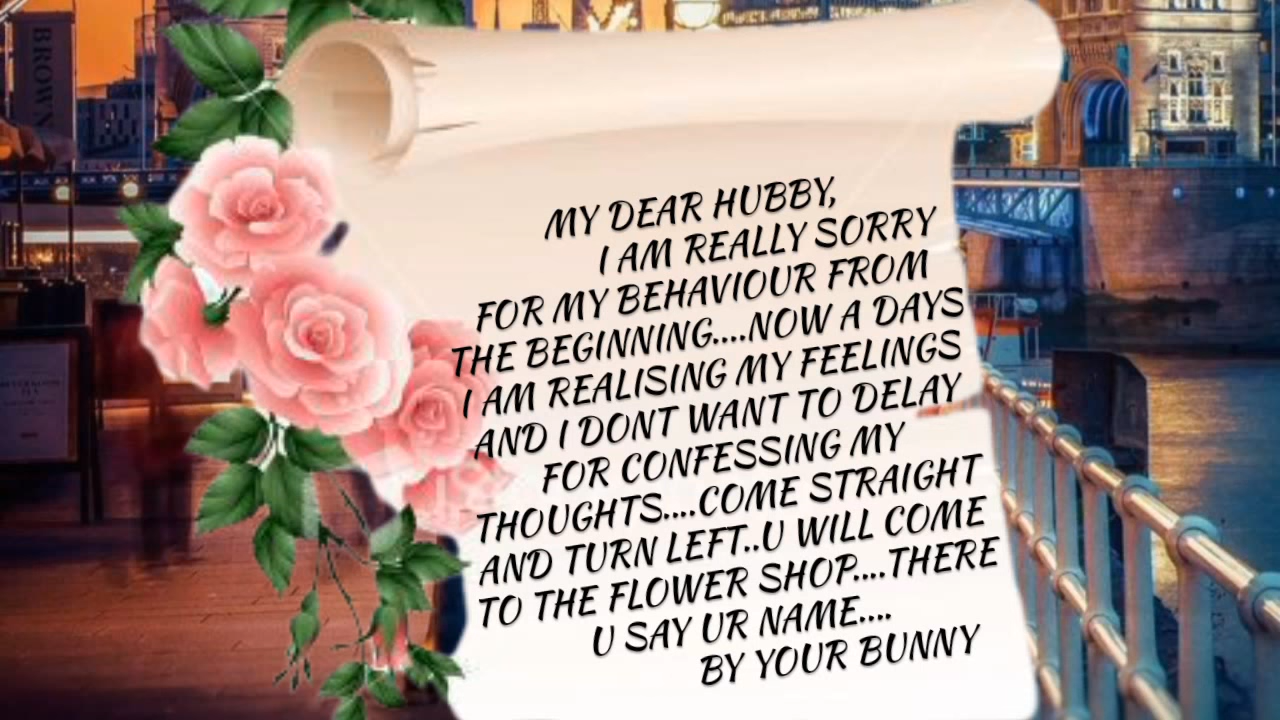 BROWN
MY DEAR HUBBY,
I AM REALLY SORRY
FOR MY BEHAVIOUR FROM
THE BEGINNING....NOW A DAYS
I AM REALISING MY FEELINGS
AND I DONT WANT TO DELAY
FOR CONFESSING MY
THOUGHTS....COME STRAIGHT
AND TURN LEFT..U WILL COME
TO THE FLOWER SHOP....THERE
U SAY UR NAME....
BY YOUR BUNNY